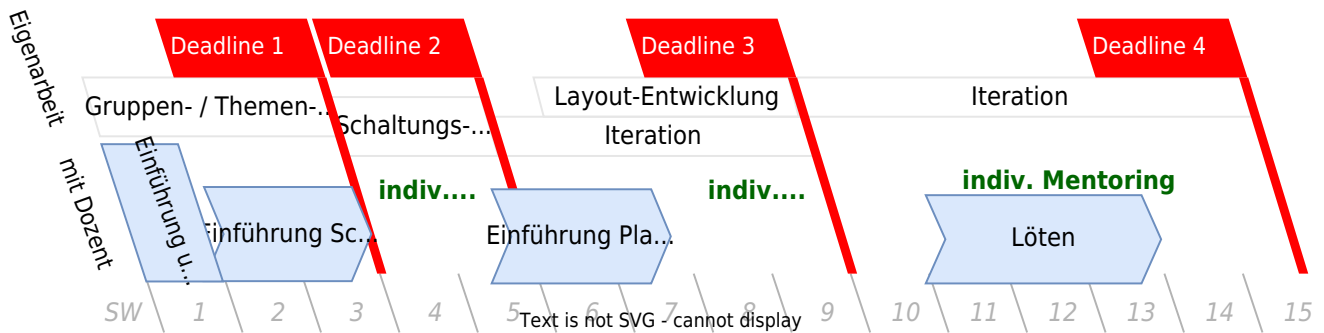 Deadline 1
Deadline 2
Deadline 3
Deadline 4
Eigenarbeit
Gruppen- / Themen-...
Schaltungs-...
Layout-Entwicklung
Iteration
Iteration
mit Dozent
Einführung u...
Einführung Sc...
indiv....
Einführung Pla...
indiv....
indiv. Mentoring
Löten
SW 1 2 3 4 5 6 7 8 9 10 11 12 13 14 15
Text is not SVG - cannot display